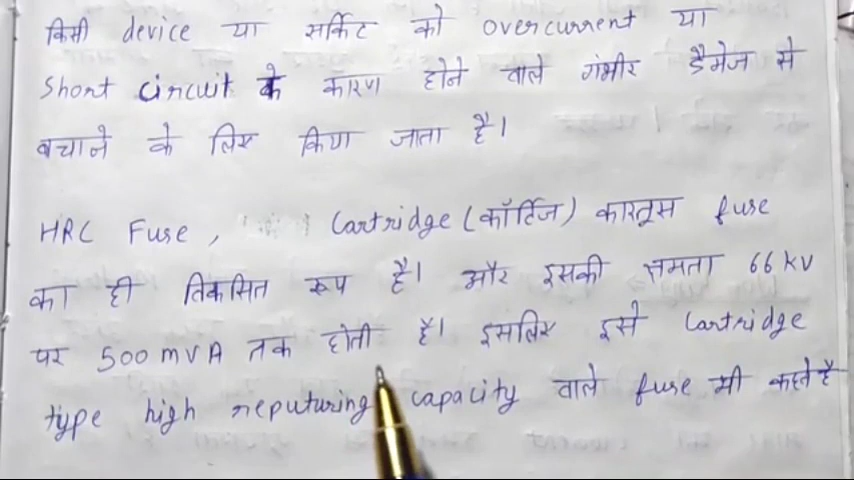 किसी device या सर्किट को overcurrent या
Short circuit के कारण होने वाले गंभीर डैमेज से
बचाने के लिए किया जाता है।
HRC Fuse, Cartridge (कॉर्टिज) कारतूस fuse
का ही विकसित रूप है। और इसकी क्षमता 66 KV
पर 500 MVA तक होती है। इसलिए इसे Cartridge
type high reputuring capacity वाले fuse भी कहते है